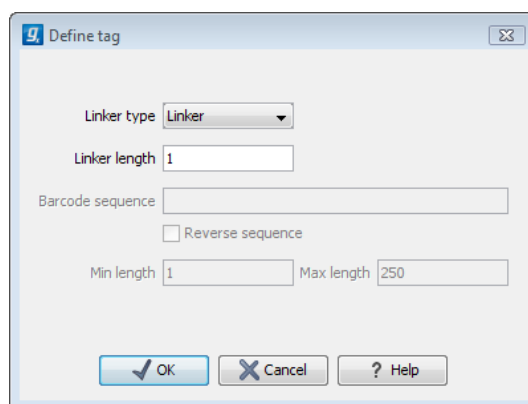 Define tag
Linker type Linker
Linker length 1
Barcode sequence
Reverse sequence
Min length 1 Max length 250
OK Cancel ? Help